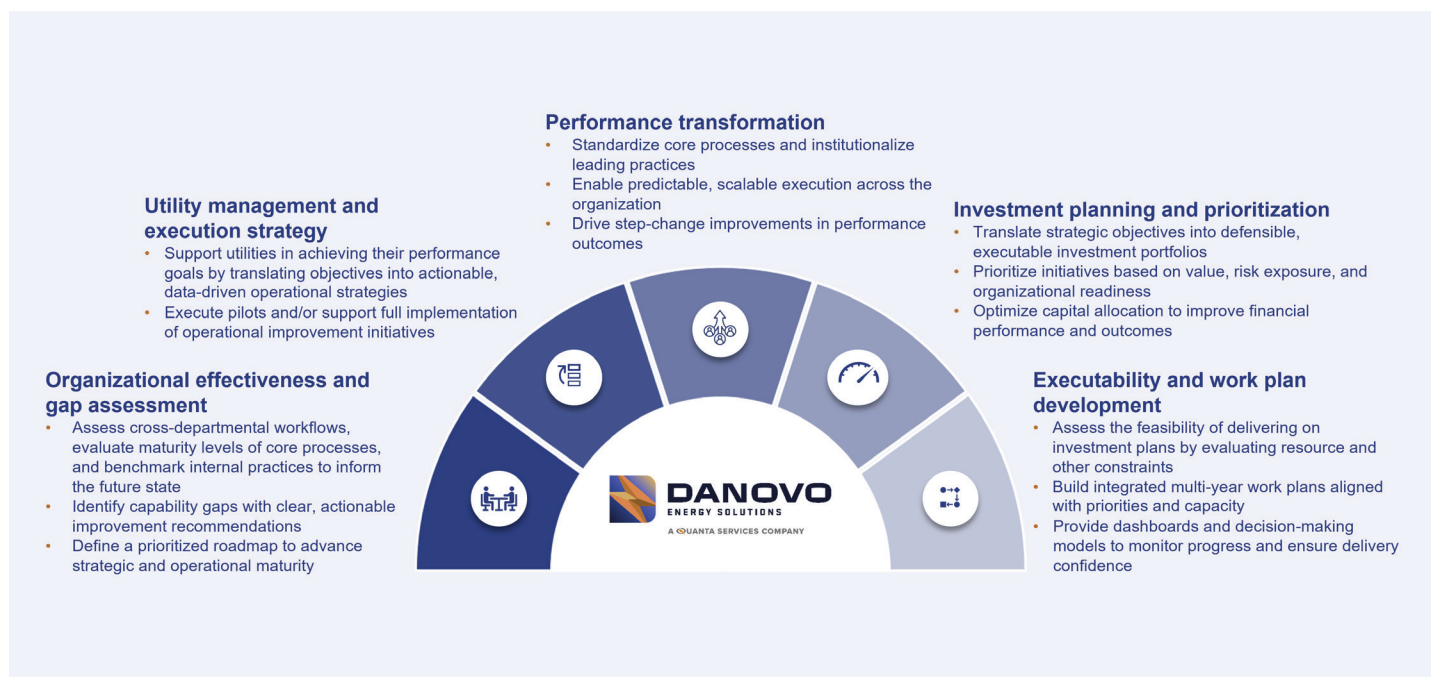 Performance transformation
• Standardize core processes and institutionalize
leading practices
• Enable predictable, scalable execution across the
organization
• Drive step-change improvements in performance
outcomes
Utility management and
execution strategy
• Support utilities in achieving their performance
goals by translating objectives into actionable,
data-driven operational strategies
• Execute pilots and/or support full implementation
of operational improvement initiatives
Investment planning and prioritization
• Translate strategic objectives into defensible,
executable investment portfolios
• Prioritize initiatives based on value, risk exposure, and
organizational readiness
• Optimize capital allocation to improve financial
performance and outcomes
Organizational effectiveness and
gap assessment
• Assess cross-departmental workflows,
evaluate maturity levels of core processes,
and benchmark internal practices to inform
the future state
• Identify capability gaps with clear, actionable
improvement recommendations
• Define a prioritized roadmap to advance
strategic and operational maturity
Executability and work plan
development
• Assess the feasibility of delivering on
investment plans by evaluating resource and
other constraints
• Build integrated multi-year work plans aligned
with priorities and capacity
• Provide dashboards and decision-making
models to monitor progress and ensure delivery
confidence
DANOVO
ENERGY SOLUTIONS
A QUANTA SERVICES COMPANY